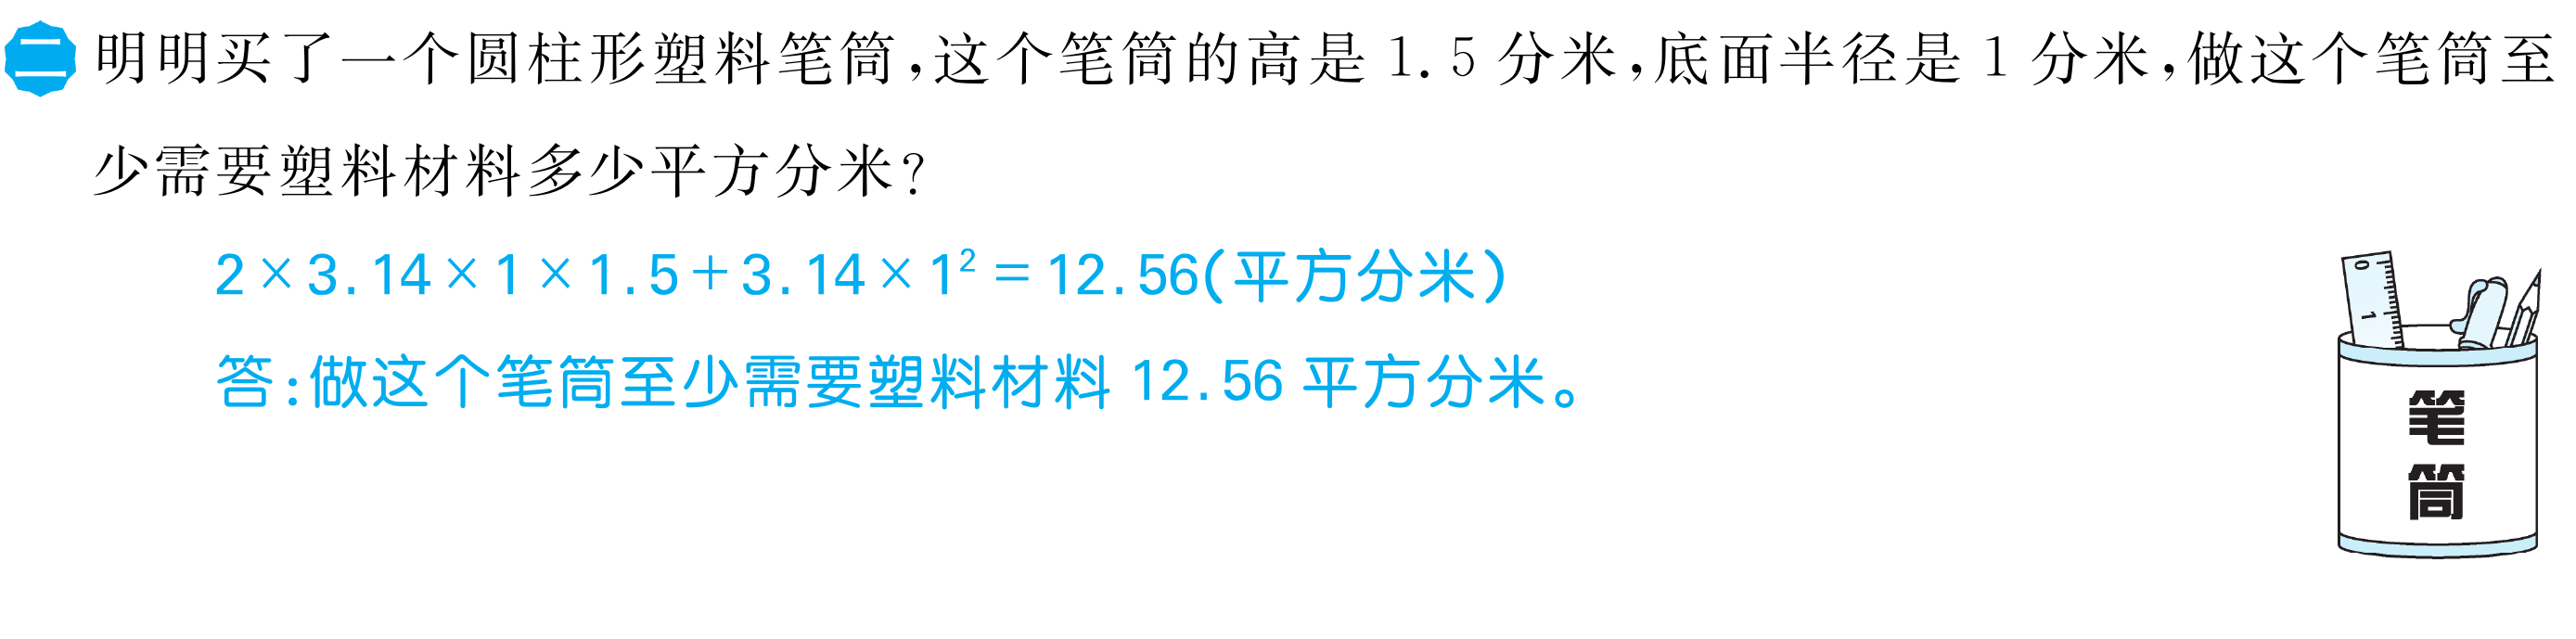 二 明明买了一个圆柱形塑料笔筒,这个笔筒的高是 1.5 分米,底面半径是 1 分米,做这个笔筒至
少需要塑料材料多少平方分米?
2×3.14×1×1.5+3.14×1²=12.56(平方分米)
答:做这个笔筒至少需要塑料材料 12.56 平方分米。
0
1
笔
筒